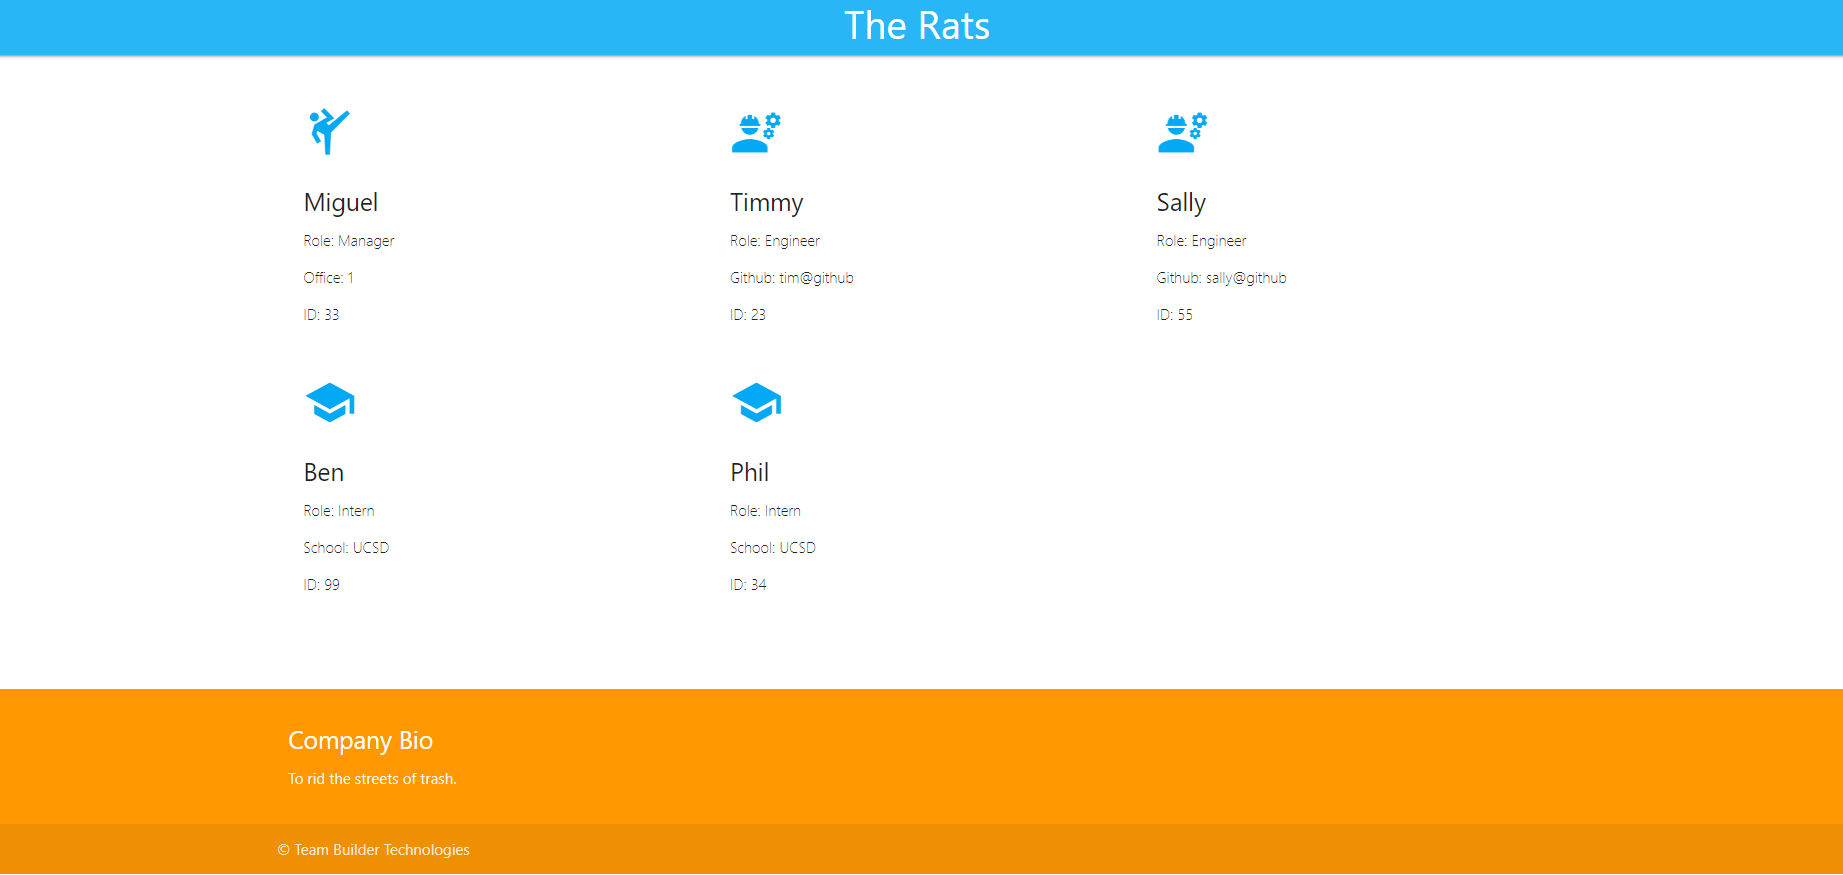 The Rats
Miguel
Role: Manager
Office: 1
ID: 33
Timmy
Role: Engineer
Github: tim@github
ID: 23
Sally
Role: Engineer
Github: sally@github
ID: 55
Ben
Role: Intern
School: UCSD
ID: 99
Phil
Role: Intern
School: UCSD
ID: 34
Company Bio
To rid the streets of trash.
© Team Builder Technologies